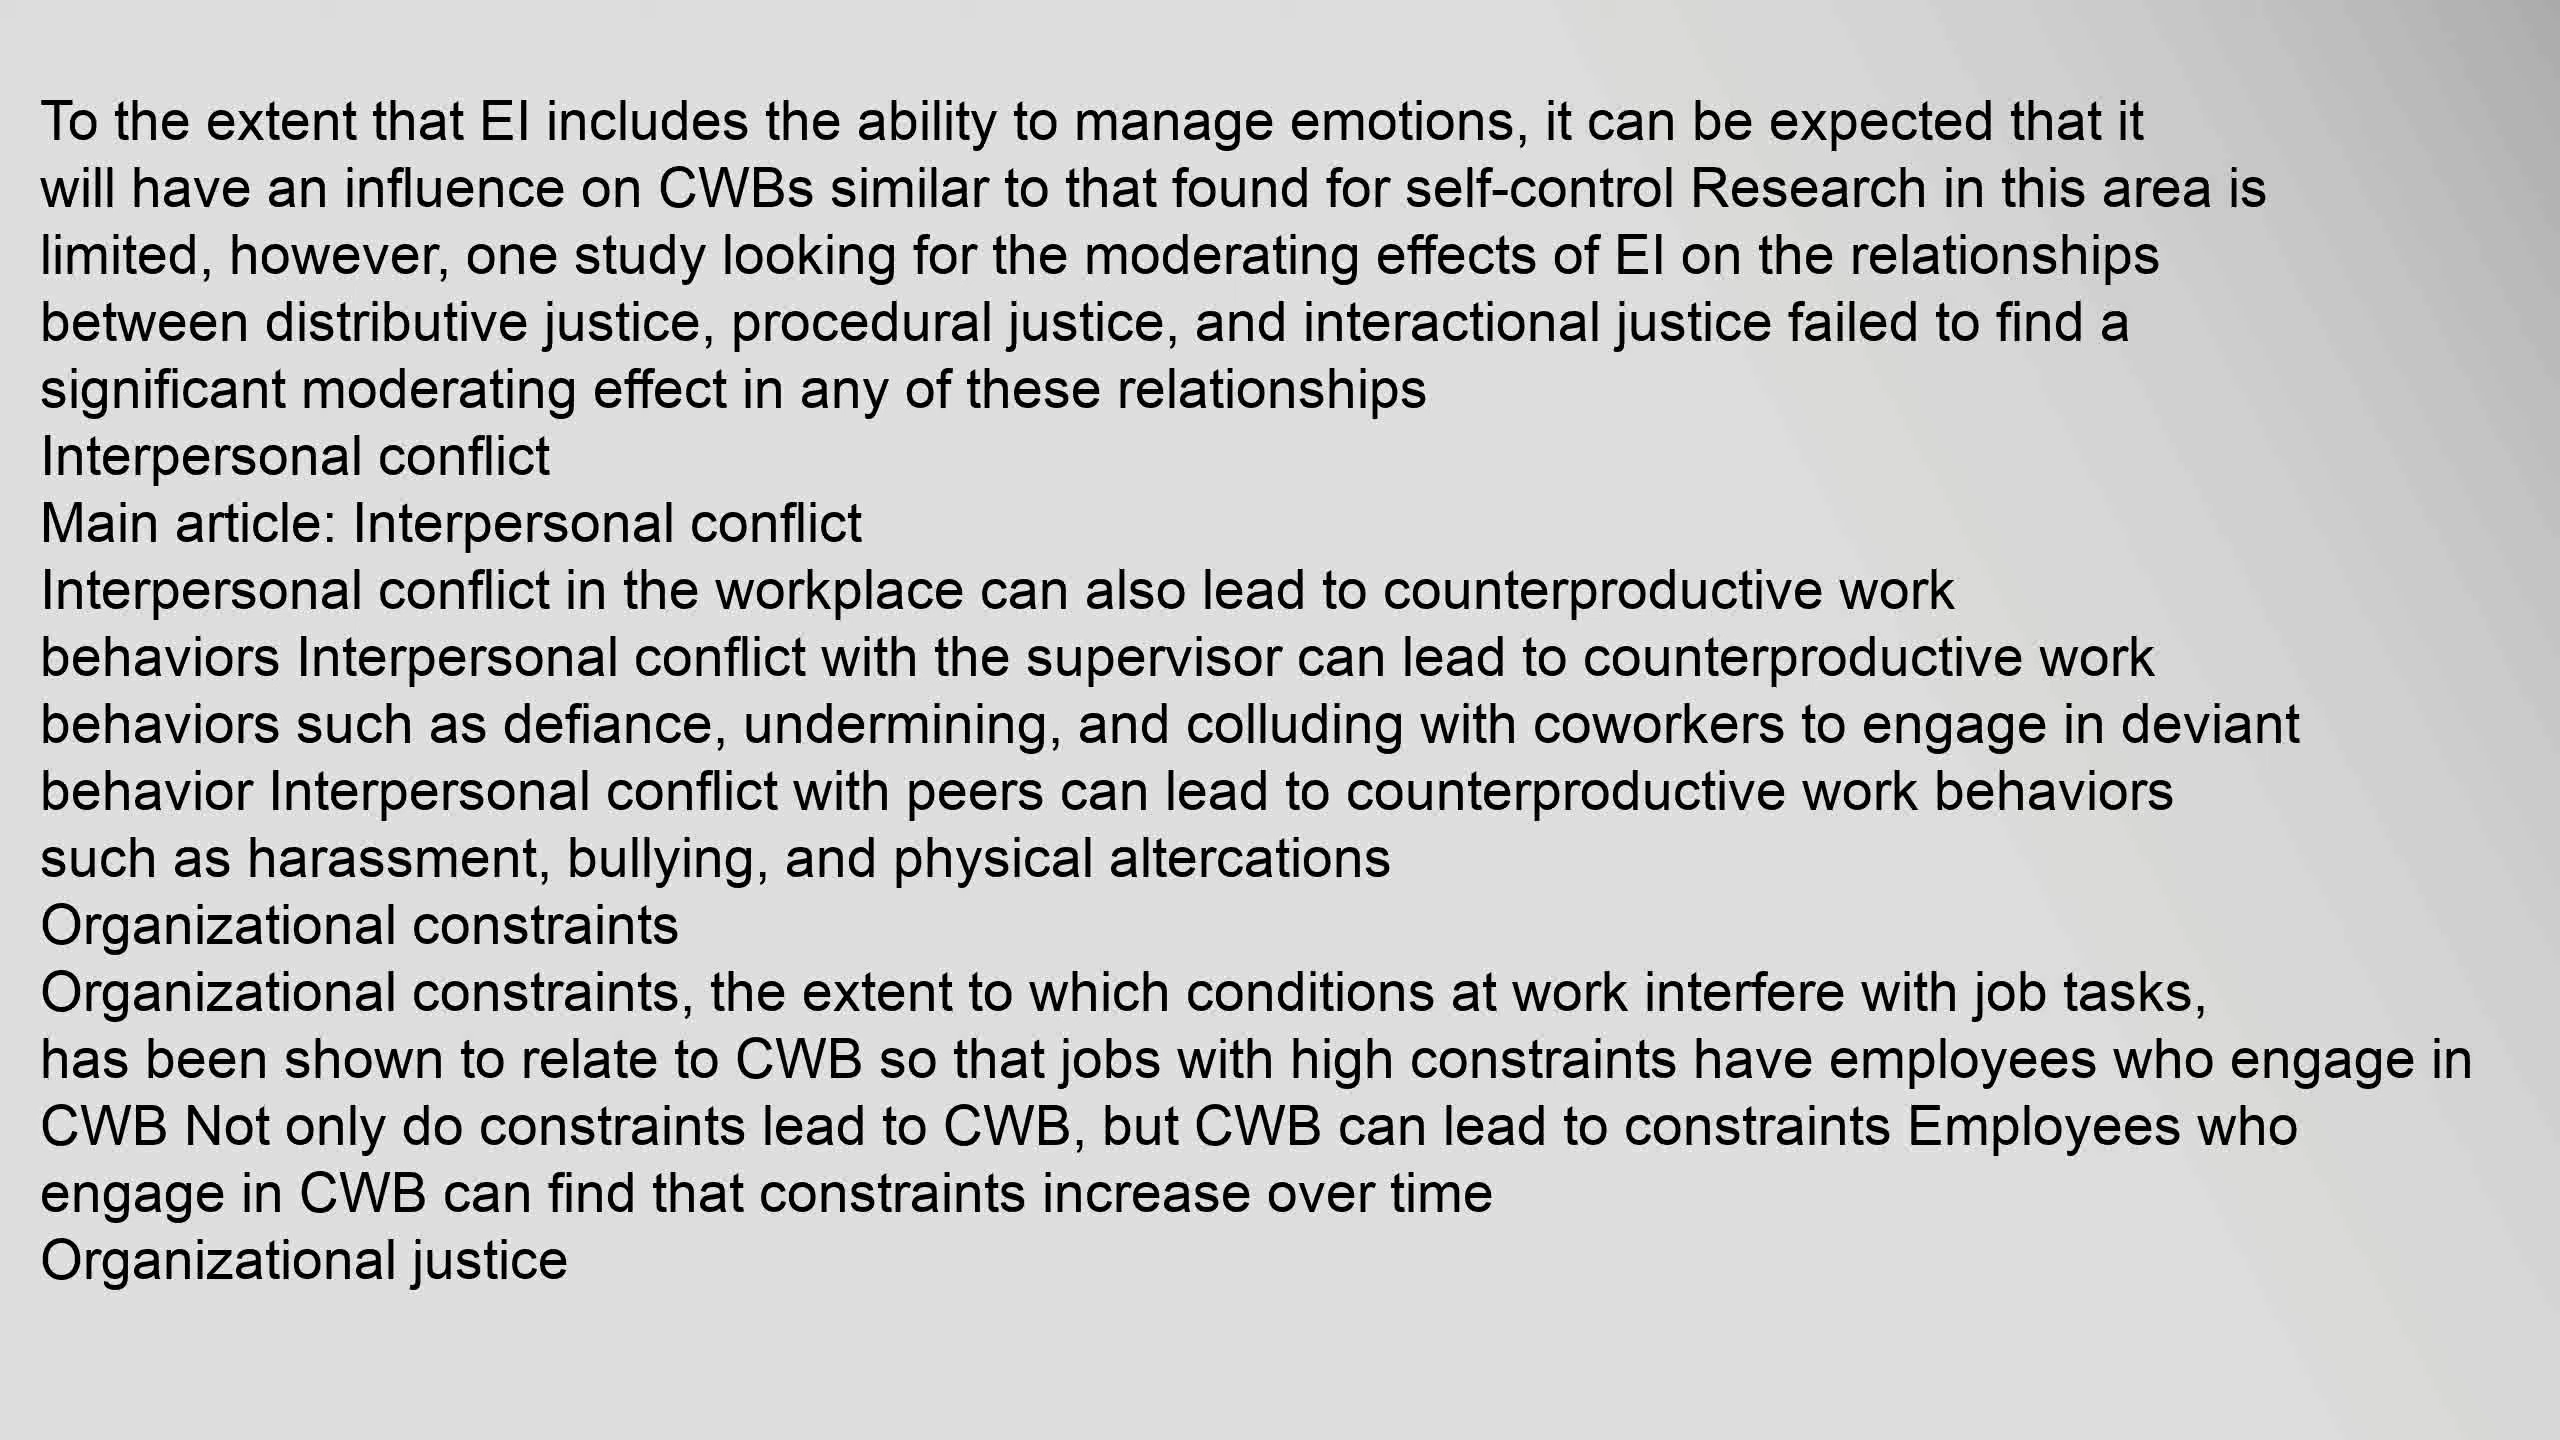 To the extent that EI includes the ability to manage emotions, it can be expected that it
will have an influence on CWBs similar to that found for self-control Research in this area is
limited, however, one study looking for the moderating effects of EI on the relationships
between distributive justice, procedural justice, and interactional justice failed to find a
significant moderating effect in any of these relationships
Interpersonal conflict
Main article: Interpersonal conflict
Interpersonal conflict in the workplace can also lead to counterproductive work
behaviors Interpersonal conflict with the supervisor can lead to counterproductive work
behaviors such as defiance, undermining, and colluding with coworkers to engage in deviant
behavior Interpersonal conflict with peers can lead to counterproductive work behaviors
such as harassment, bullying, and physical altercations
Organizational constraints
Organizational constraints, the extent to which conditions at work interfere with job tasks,
has been shown to relate to CWB so that jobs with high constraints have employees who engage in
CWB Not only do constraints lead to CWB, but CWB can lead to constraints Employees who
engage in CWB can find that constraints increase over time
Organizational justice